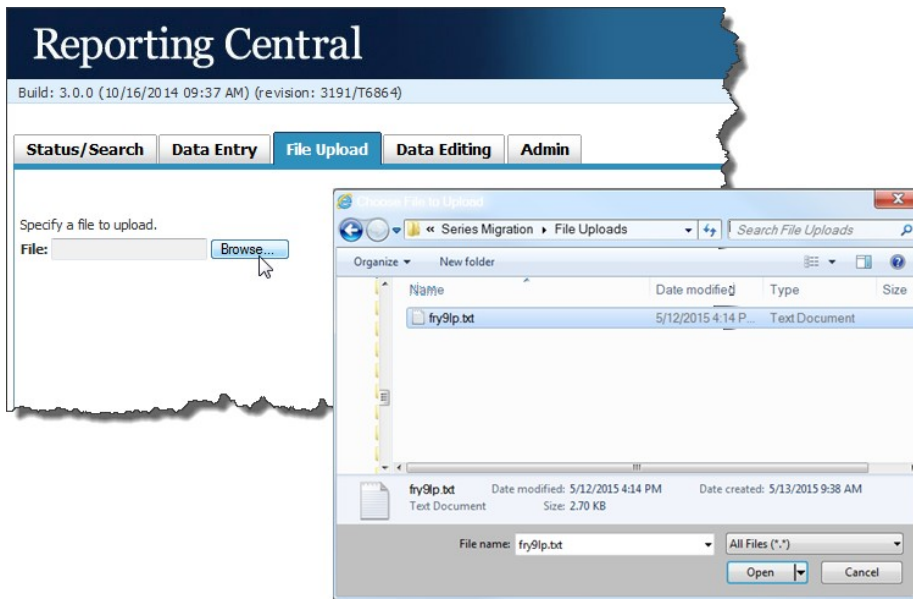 Reporting Central
Build: 3.0.0 (10/16/2014 09:37 AM) (revision: 3191/T6864)
Status/Search Data Entry File Upload Data Editing Admin
Specify a file to upload.
File: Browse...
Choose File to Upload
« Series Migration File Uploads Search File Uploads
Organize New folder
Name Date modified Type Size
fry9lp.txt 5/12/2015 4:14 P... Text Document
fry9lp.txt Date modified: 5/12/2015 4:14 PM Date created: 5/13/2015 9:38 AM
Text Document Size: 2.70 KB
File name: fry9lp.txt All Files (*.*)
Open Cancel